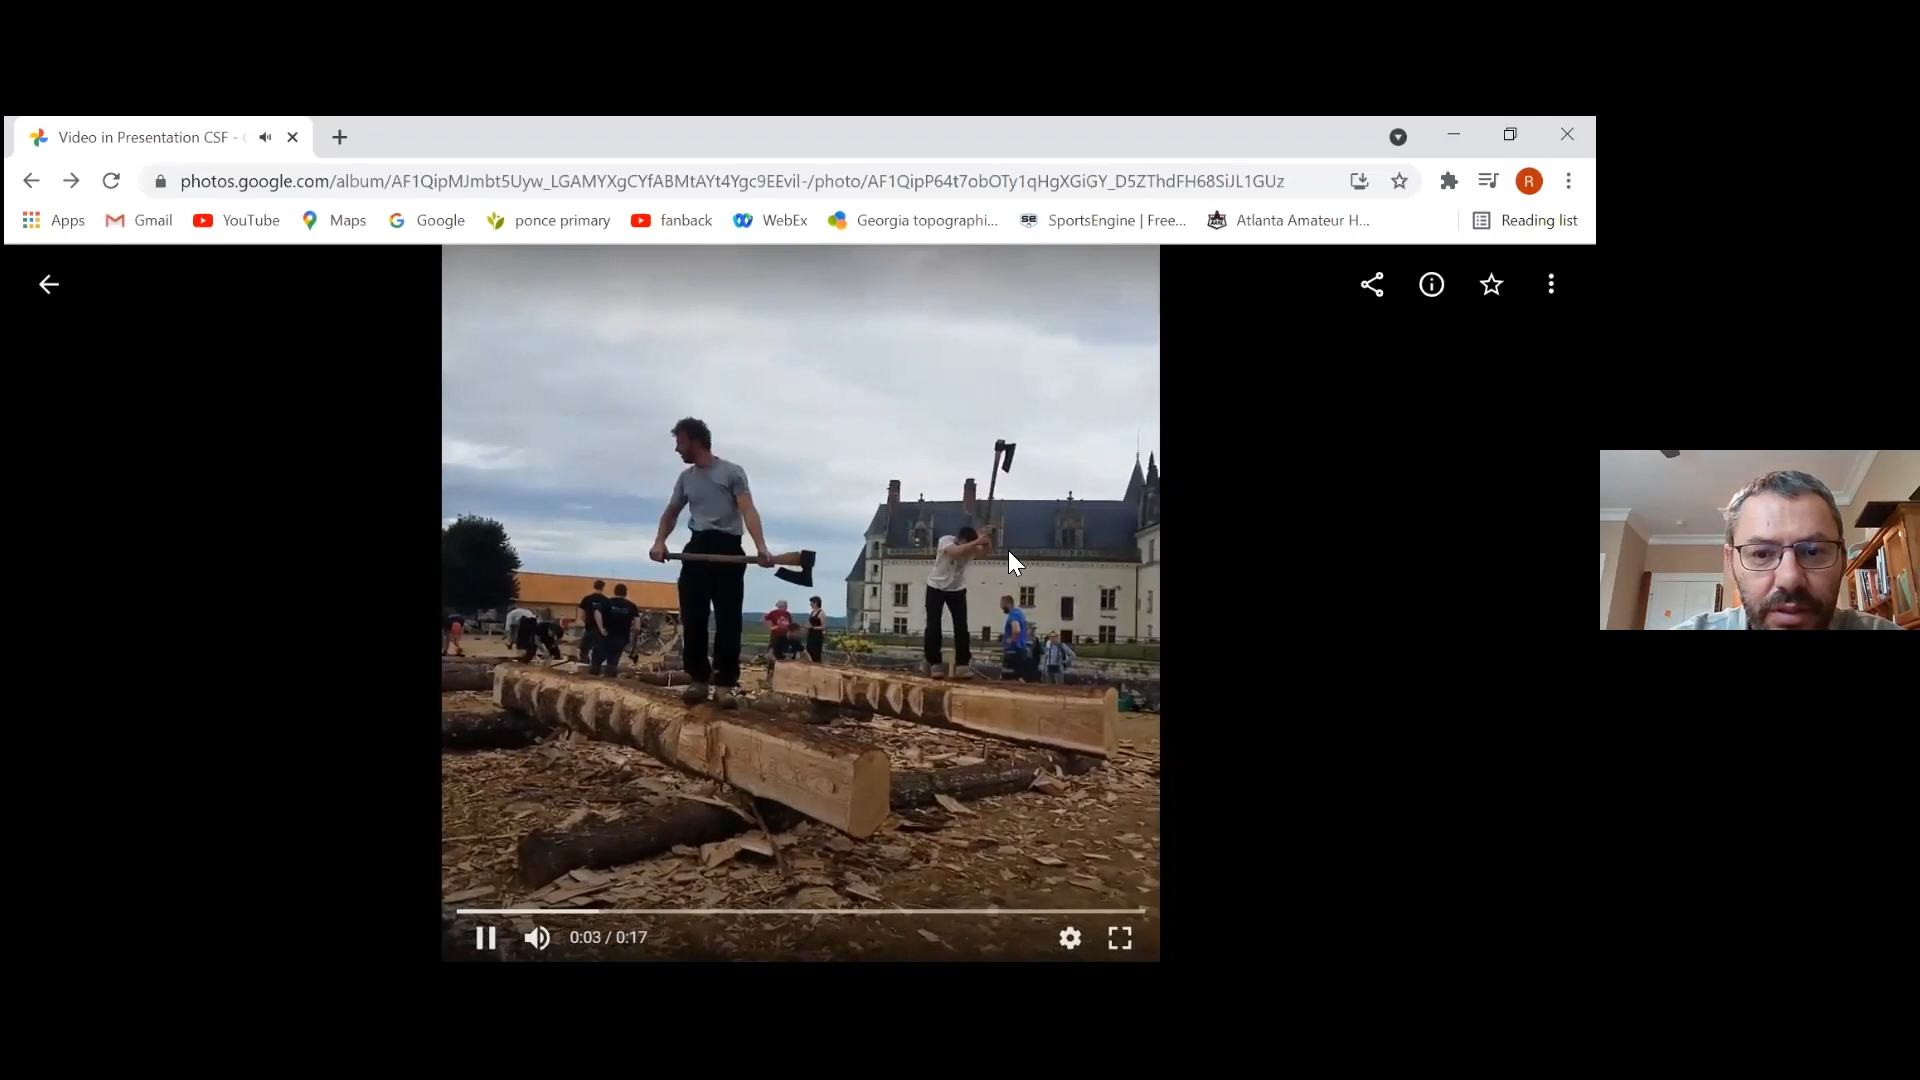 Video in Presentation CSF -
photos.google.com/album/AF1QipMJmbt5Uyw_LGAMYXgCYfABMtAYt4Ygc9EEvil-/photo/AF1QipP64t7obOTy1qHgXGiGY_D5ZThdFH68SiJL1GUz
R
Apps Gmail YouTube Maps Google ponce primary fanback WebEx Georgia topographi... SE SportsEngine | Free... Atlanta Amateur H... Reading list
0:03 / 0:17